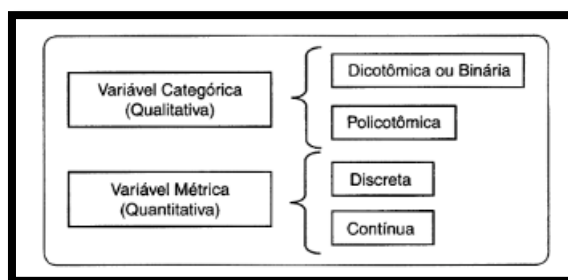 Variável Categórica
(Qualitativa)
Dicotômica ou Binária
Policotômica
Variável Métrica
(Quantitativa)
Discreta
Contínua